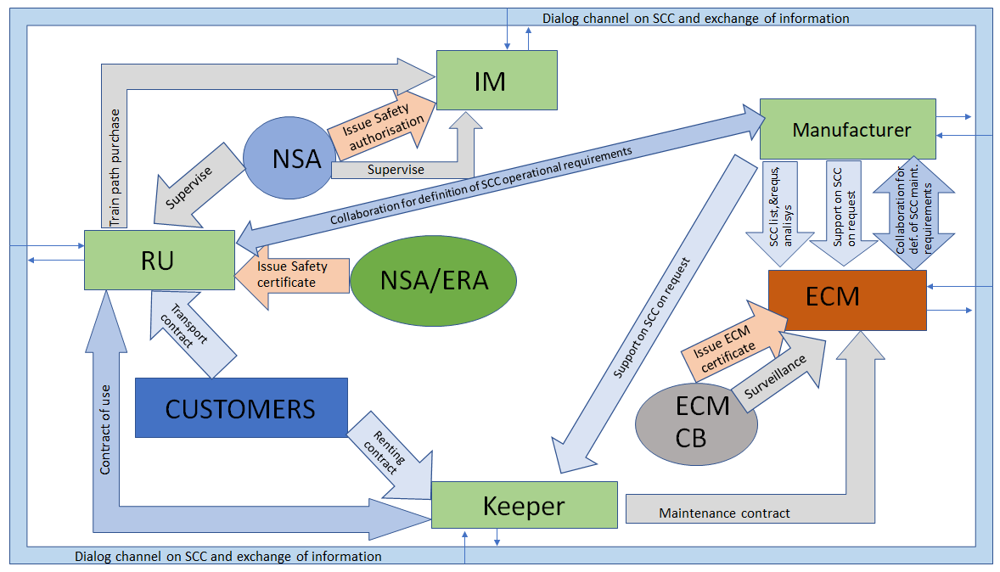 Dialog channel on SCC and exchange of information
IM
Train path purchase
Issue Safety
authorisation
NSA
Supervise
Supervise
Manufacturer
Collaboration for definition of SCC operational requirements
SCC list,&requs,
anali sys
Support on SCC
on request
Collaboration for
def. of SCC maint.
requirements
RU
Issue Safety
certificate
NSA/ERA
ECM
Transport
contract
Support on SCC on request
Issue ECM
certificate
Surveillance
CUSTOMERS
ECM
CB
Contract of use
Renting
contract
Keeper
Maintenance contract
Dialog channel on SCC and exchange of information